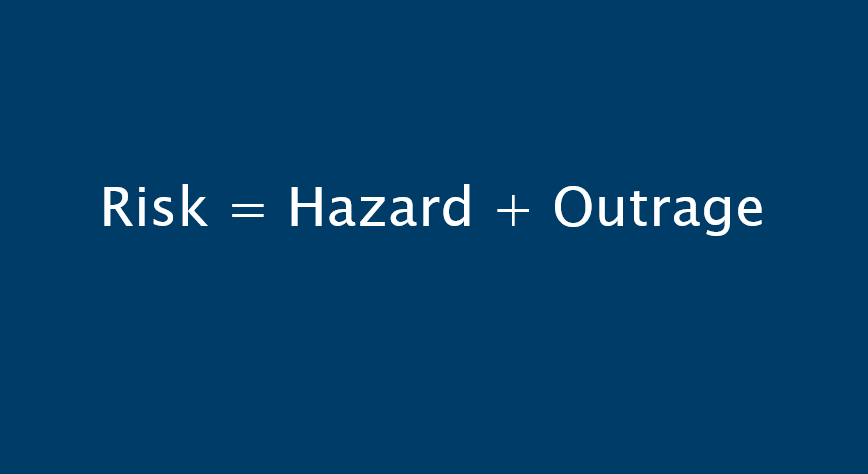 Risk = Hazard + Outrage